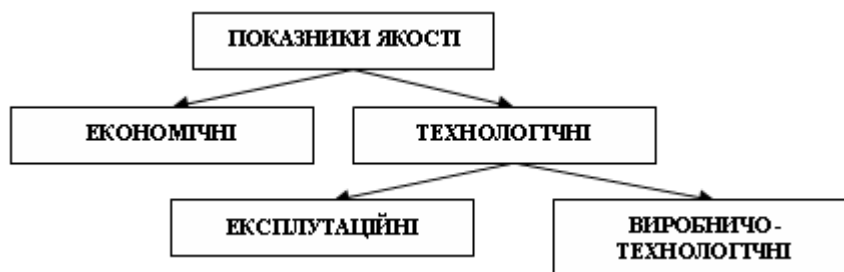 ПОКАЗНИКИ ЯКОСТІ
ЕКОНОМІЧНІ
ТЕХНОЛОГІЧНІ
ЕКСПЛУТАЦІЙНІ
ВИРОБНИЧО-
ТЕХНОЛОГІЧНІ